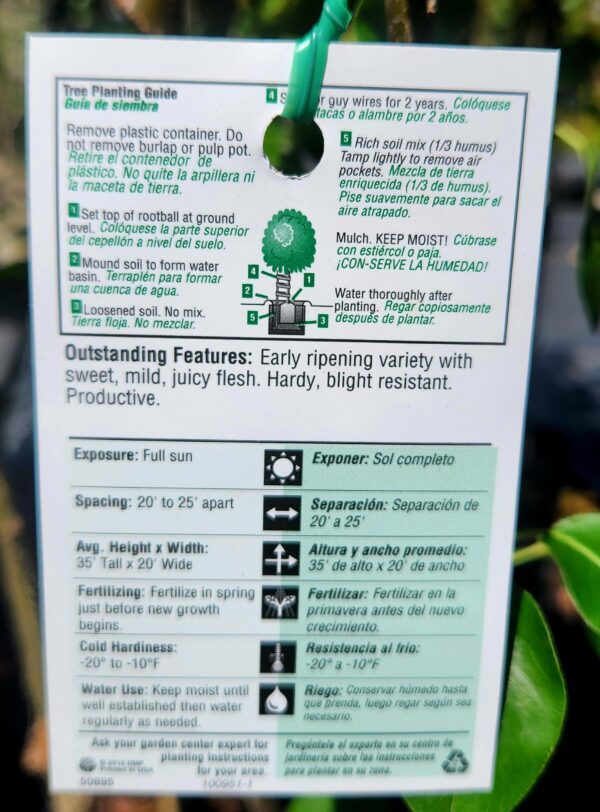 Tree Planting Guide
Guía de siembra
Remove plastic container. Do
not remove burlap or pulp pot.
Retire el contenedor de
plástico. No quite la arpillera ni
la maceta de tierra.
1 Set top of rootball at ground
level. Colóquese la parte superior
del cepellón a nivel del suelo.
2 Mound soil to form water
basin. Terraplén para formar
una cuenca de agua.
3 Loosened soil. No mix.
Tierra floja. No mezclar.
4 guy wires for 2 years. Colóquese
tacas o alambre por 2 años.
5 Rich soil mix (1/3 humus)
Tamp lightly to remove air
pockets. Mezcla de tierra
enriquecida (1/3 de humus).
Pise suavemente para sacar el
aire atrapado.
Mulch. KEEP MOIST! Cúbrase
con estiércol o paja.
¡CON-SERVE LA HUMEDAD!
Water thoroughly after
planting. Regar copiosamente
después de plantar.
4
2
5
1
3
Outstanding Features: Early ripening variety with
sweet, mild, juicy flesh. Hardy, blight resistant.
Productive.
Exposure: Full sun
Exponer: Sol completo
Spacing: 20' to 25' apart
Separación: Separación de
20' a 25'
Avg. Height x Width:
35' Tall x 20' Wide
Altura y ancho promedio:
35' de alto x 20' de ancho
Fertilizing: Fertilize in spring
just before new growth
begins.
Fertilizar: Fertilizar en la
primavera antes del nuevo
crecimiento.
Cold Hardiness:
-20° to -10°F
Resistencia al frío:
-20° a -10°F
Water Use: Keep moist until
well established then water
regularly as needed.
Riego: Conservar húmedo hasta
que prenda, luego regar según sea
necesario.
Ask your garden center expert for
planting instructions
for your area.
Pregúntele al experto en su centro de
jardinería sobre las instrucciones
para plantar en su zona.
Printed in USA
50895
100951-1